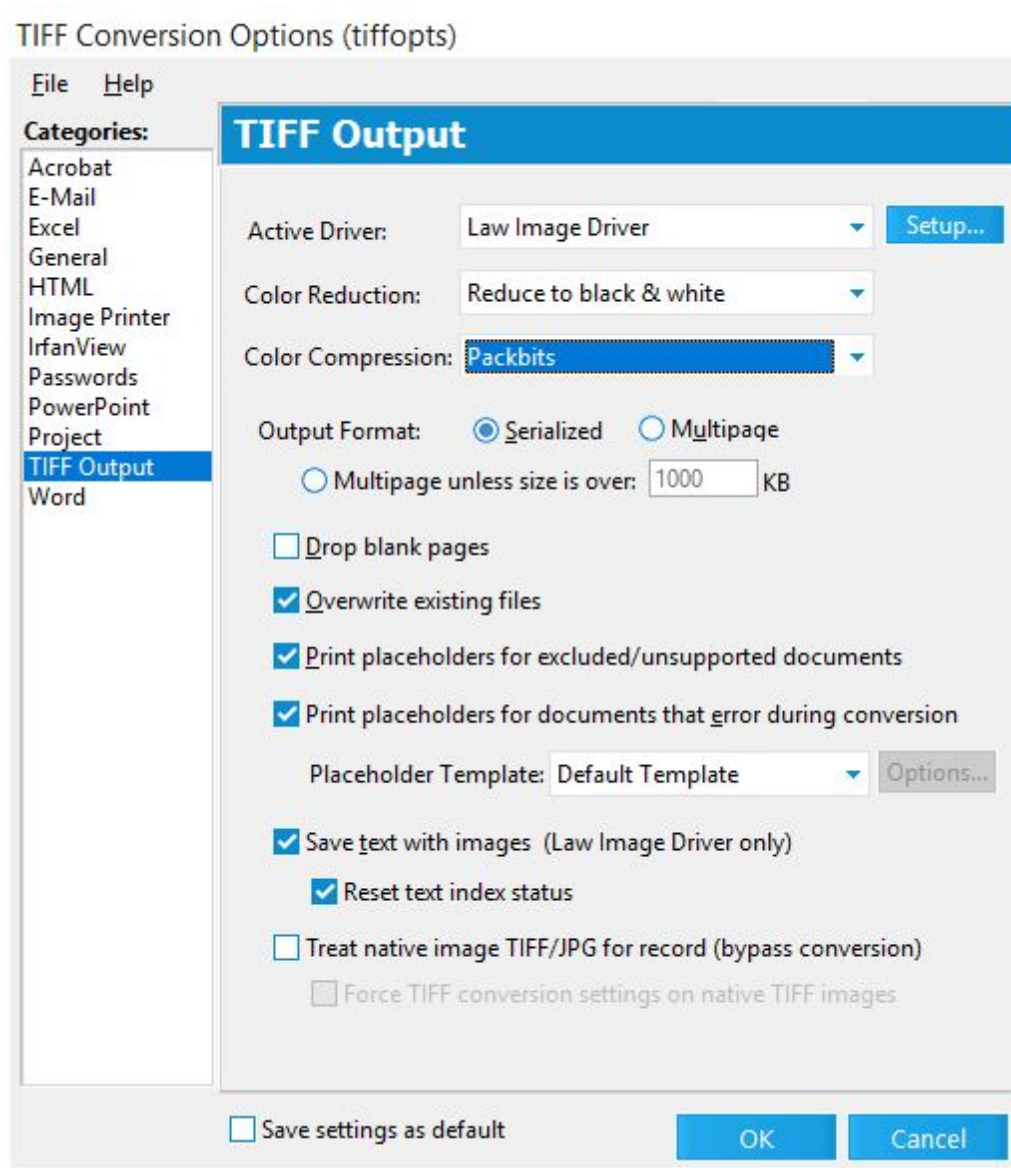 TIFF Conversion Options (tiffopts)
File Help
Categories:
Acrobat
E-Mail
Excel
General
HTML
Image Printer
IrfanView
Passwords
PowerPoint
Project
TIFF Output
Word
TIFF Output
Active Driver: Law Image Driver Setup...
Color Reduction: Reduce to black & white
Color Compression: Packbits
Output Format: Serialized Multipage
Multipage unless size is over: 1000 KB
Drop blank pages
Overwrite existing files
Print placeholders for excluded/unsupported documents
Print placeholders for documents that error during conversion
Placeholder Template: Default Template Options...
Save text with images (Law Image Driver only)
Reset text index status
Treat native image TIFF/JPG for record (bypass conversion)
Force TIFF conversion settings on native TIFF images
Save settings as default OK Cancel